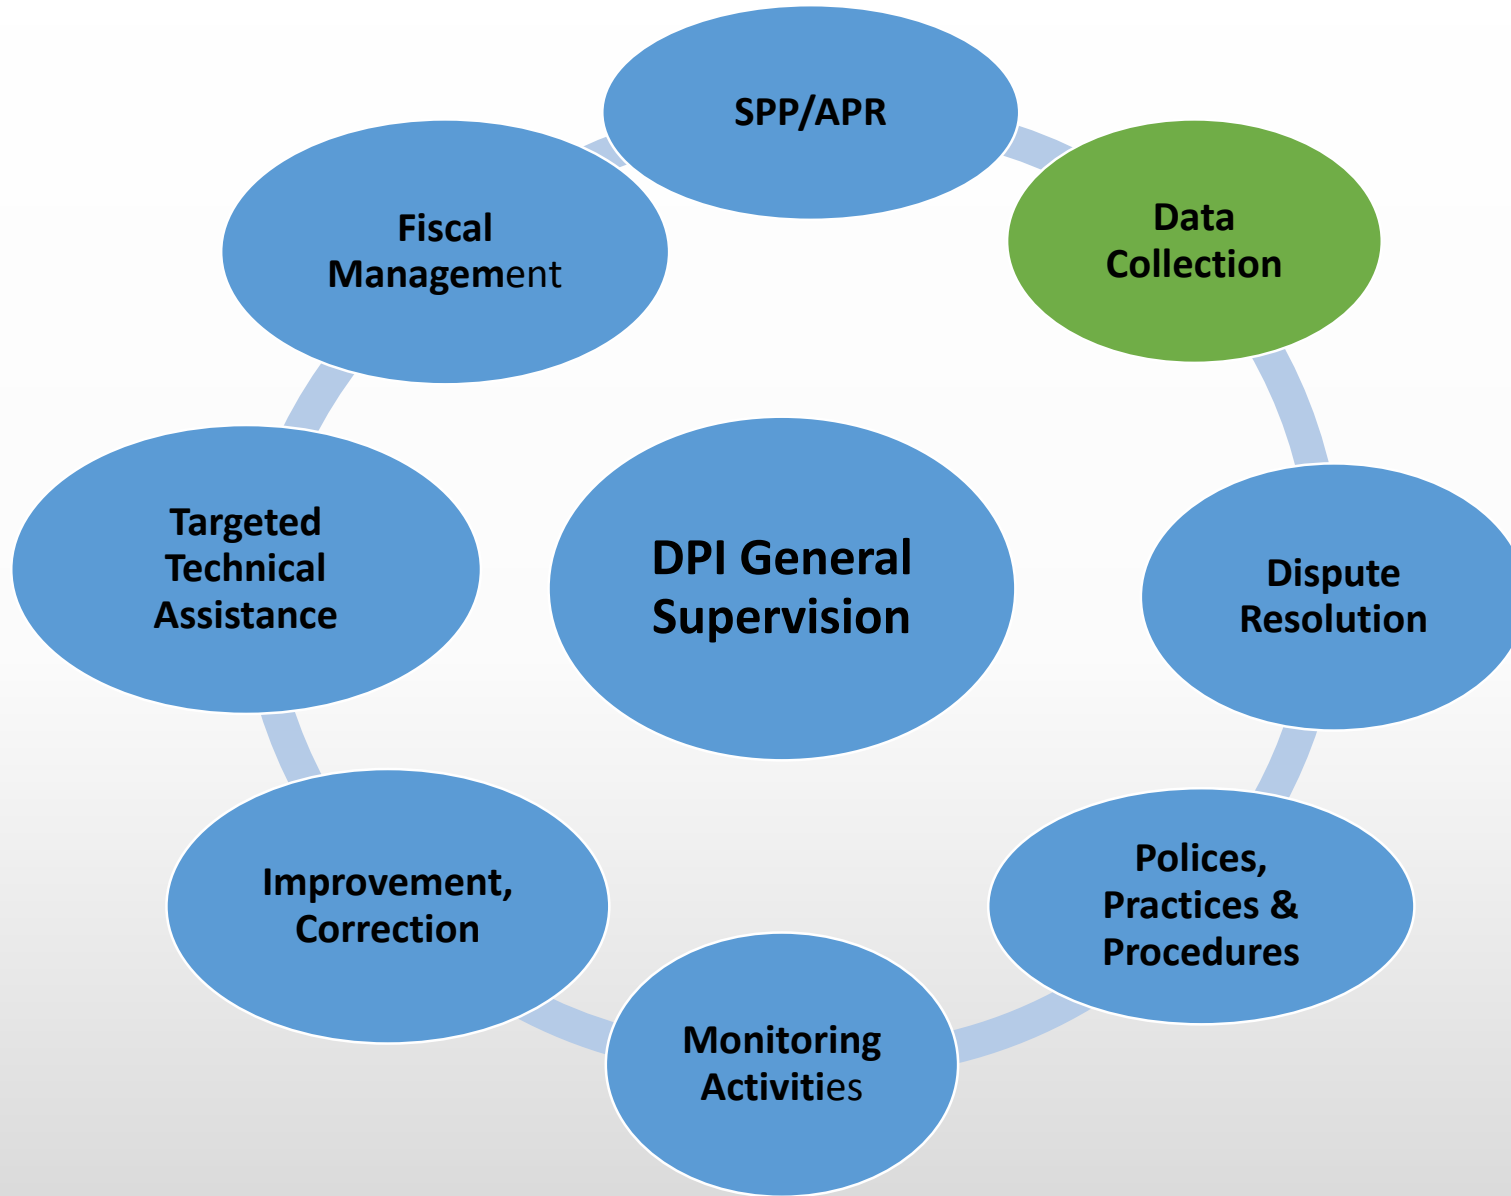 SPP/APR
Data
Collection
Dispute
Resolution
Polices,
Practices &
Procedures
Monitoring
Activities
Improvement,
Correction
Targeted
Technical
Assistance
Fiscal
Management
DPI General
Supervision